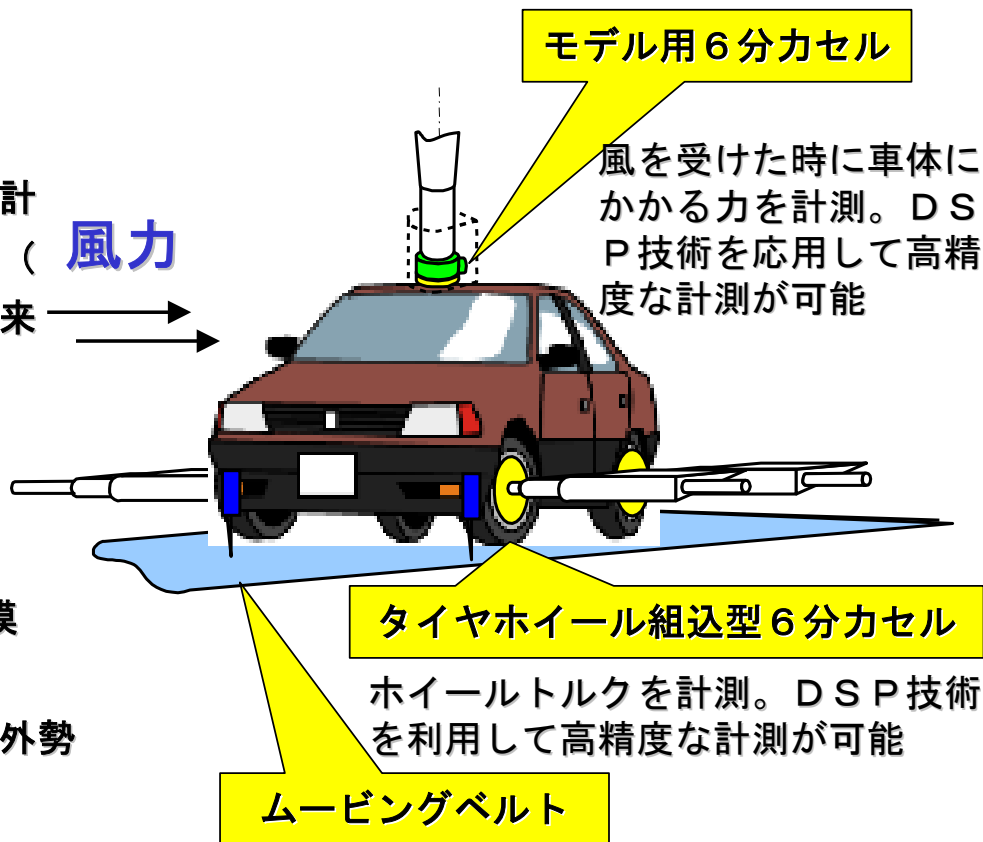 モデル用６分力セル
風を受けた時に車体に
かかる力を計測。ＤＳ
Ｐ技術を応用して高精
度な計測が可能
計
（
来
風力
タイヤホイール組込型６分力セル
ホイールトルクを計測。ＤＳＰ技術
を利用して高精度な計測が可能
外勢
ムービングベルト